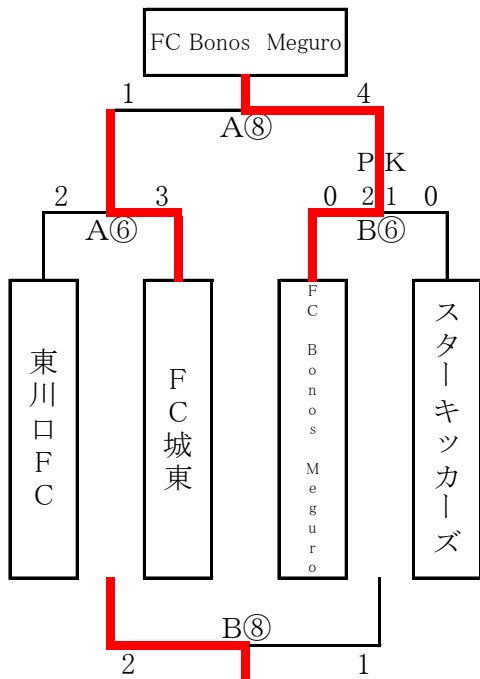 FC Bonos Meguro
1 4
A⑧
PK
2 3 0 2 1 0
A⑥ B⑥
東川口FC
FC城東
FC Bonos Meguro
スターキッカーズ
B⑧
2 1